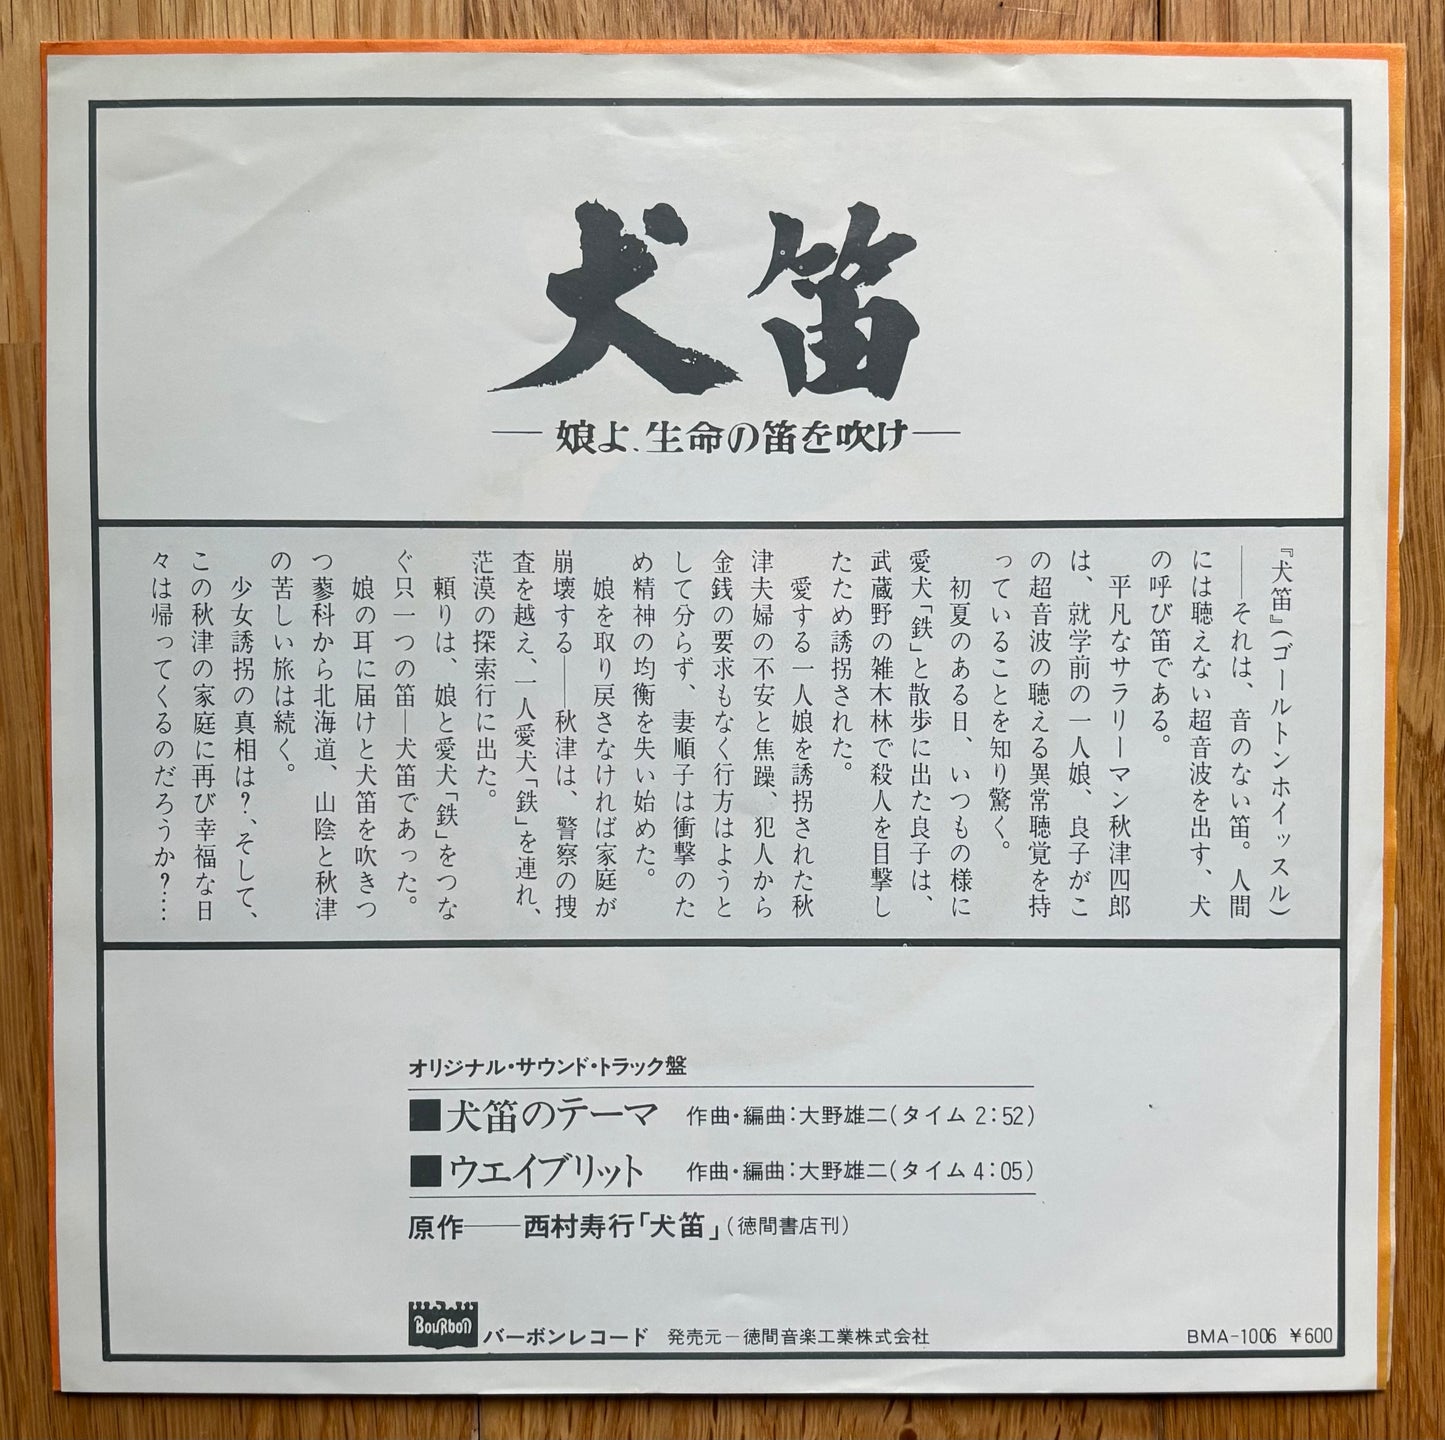 犬笛
―娘よ、生命の笛を吹け―
『犬笛』(ゴールトンホイッスル)
――それは、音のない笛。人間
には聴えない超音波を出す、犬
の呼び笛である。
平凡なサラリーマン秋津四郎
は、就学前の一人娘、良子がこ
の超音波の聴える異常聴覚を持
っていることを知り驚く。
初夏のある日、いつもの様に
愛犬「鉄」と散歩に出た良子は、
武蔵野の雑木林で殺人を目撃し
たため誘拐された。
愛する一人娘を誘拐された秋
津夫婦の不安と焦躁、犯人から
金銭の要求もなく行方はようと
して分らず、妻順子は衝撃のた
め精神の均衡を失い始めた。
娘を取り戻さなければ家庭が
崩壊する――秋津は、警察の捜
査を越え、一人愛犬「鉄」を連れ、
茫漠の探索行に出た。
頼りは、娘と愛犬「鉄」をつな
ぐ只一つの笛―犬笛であった。
娘の耳に届けと犬笛を吹きつ
つ蓼科から北海道、山陰と秋津
の苦しい旅は続く。
少女誘拐の真相は?、そして、
この秋津の家庭に再び幸福な日
々は帰ってくるのだろうか?……
オリジナル・サウンド・トラック盤
■犬笛のテーマ 作曲・編曲:大野雄二(タイム 2:52)
■ウエイブリット 作曲・編曲:大野雄二(タイム 4:05)
原作――西村寿行「犬笛」(徳間書店刊)
BouRbon バーボンレコード 発売元―徳間音楽工業株式会社 BMA-1006 ¥600